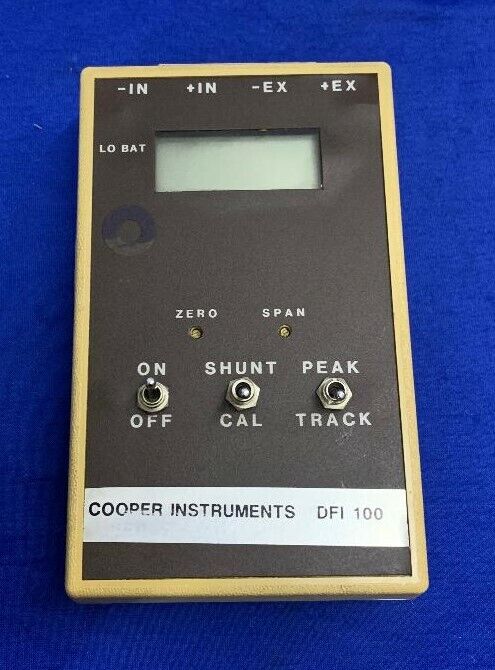 -IN +IN -EX +EX
LO BAT
ZERO SPAN
ON SHUNT PEAK
OFF CAL TRACK
COOPER INSTRUMENTS DFI 100